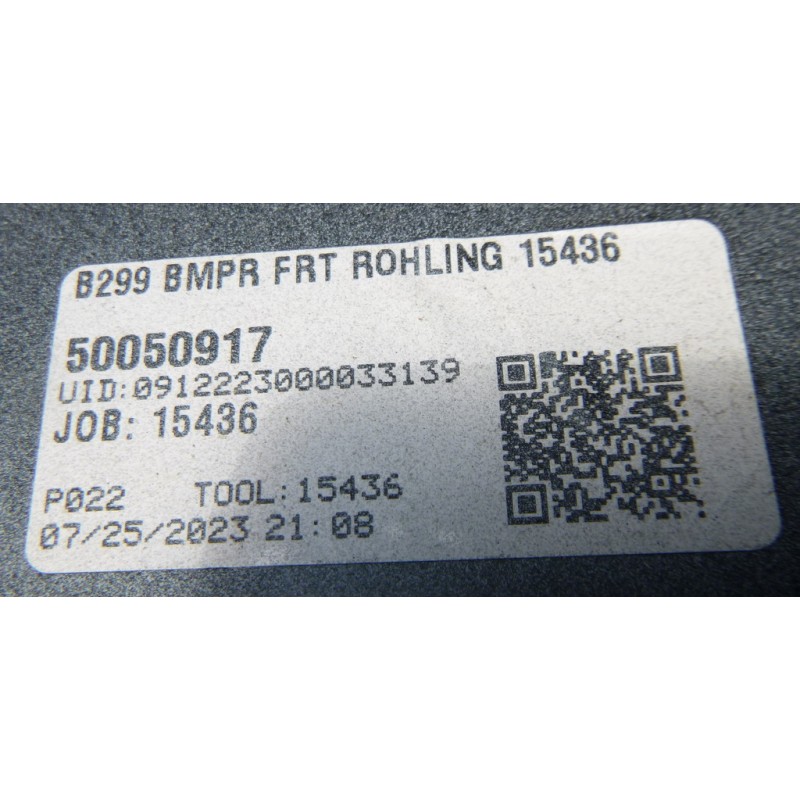 B299 BMPR FRT ROHLING 15436
50050917
UID:0912223000033139
JOB: 15436
P022 TOOL:15436
07/25/2023 21:08